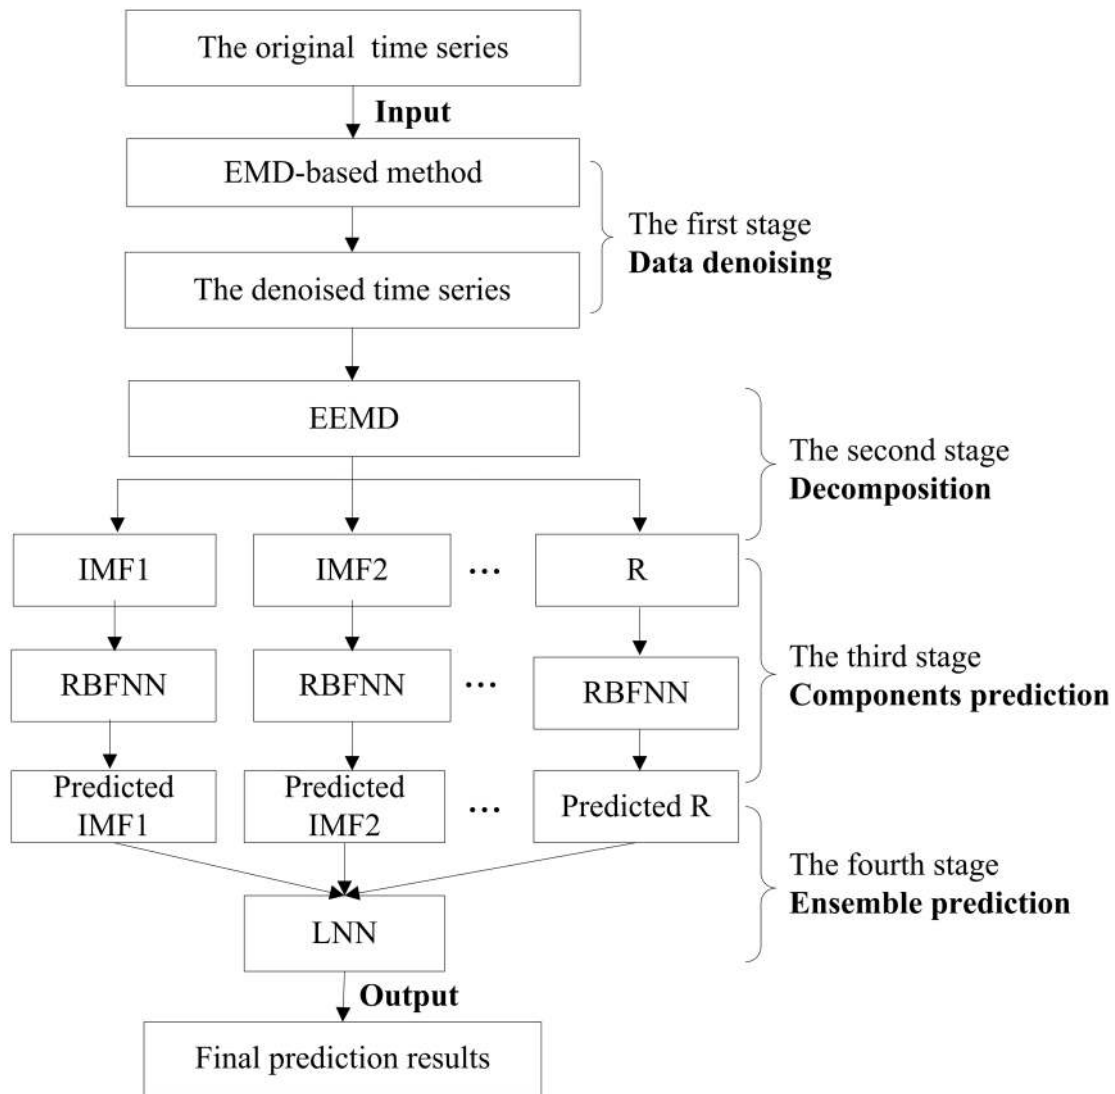 The original time series
Input
EMD-based method
The first stage
Data denoising
The denoised time series
EEMD
The second stage
Decomposition
IMF1
IMF2
...
R
RBFNN
RBFNN
...
RBFNN
The third stage
Components prediction
Predicted
IMF1
Predicted
IMF2
...
Predicted R
The fourth stage
Ensemble prediction
LNN
Output
Final prediction results